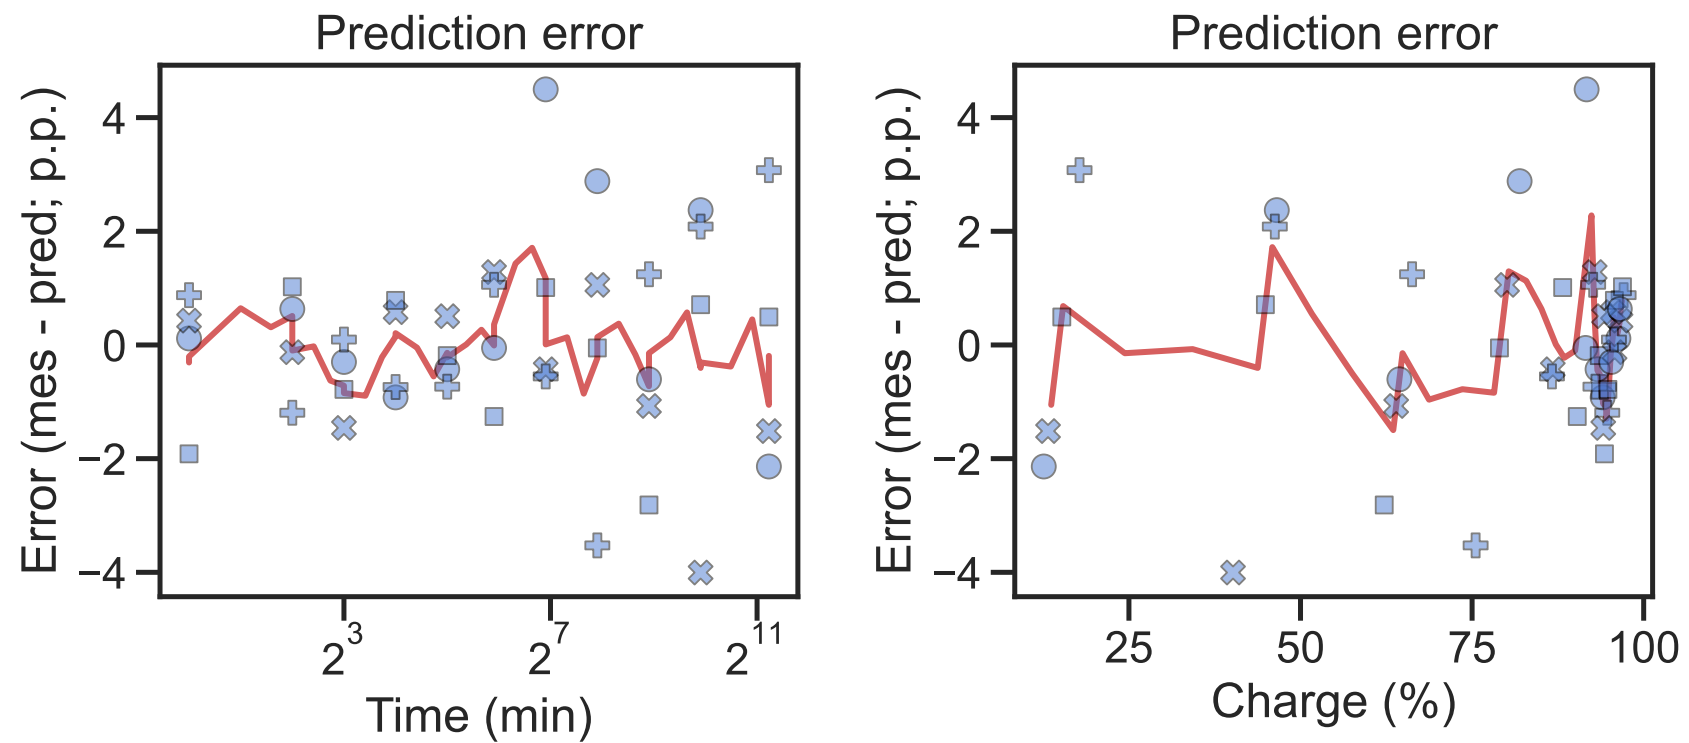 Prediction error
Error (mes - pred; p.p.)
4
2
0
−2
−4
2^3
2^7
2^11
Time (min)
Prediction error
Error (mes - pred; p.p.)
4
2
0
−2
−4
25
50
75
100
Charge (%)